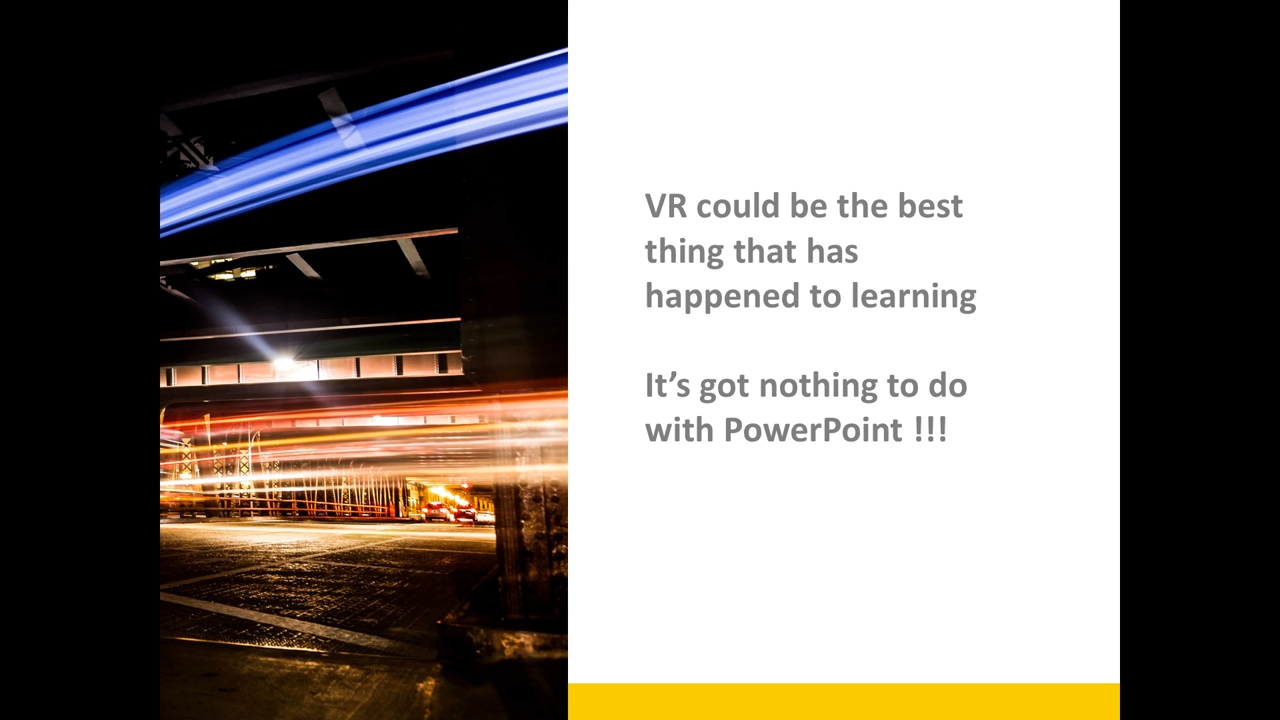 VR could be the best
thing that has
happened to learning
It’s got nothing to do
with PowerPoint !!!